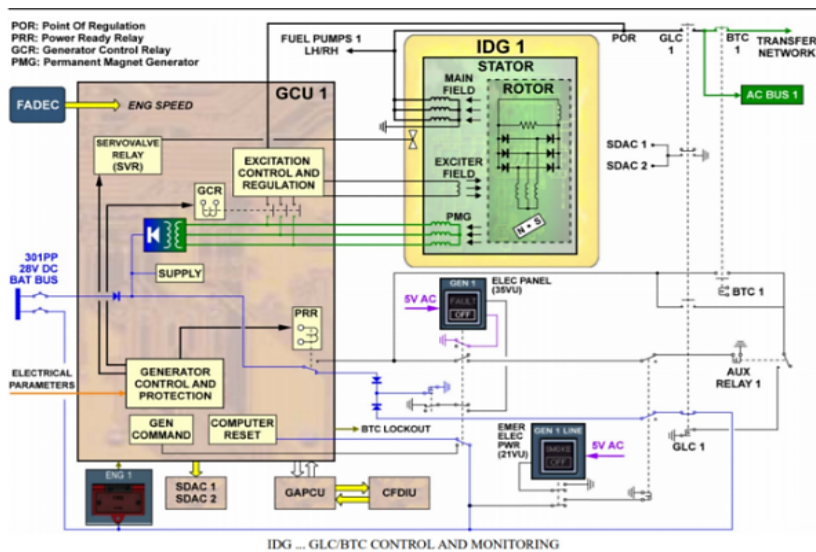 POR: Point Of Regulation
PRR: Power Ready Relay
GCR: Generator Control Relay
PMG: Permanent Magnet Generator
FUEL PUMPS 1
LH/RH
IDG 1
STATOR
POR
GLC
1
BTC
1
TRANSFER
NETWORK
FADEC
ENG SPEED
GCU 1
MAIN
FIELD
ROTOR
AC BUS 1
SERVOVALVE
RELAY
(SVR)
EXCITATION
CONTROL AND
REGULATION
EXCITER
FIELD
SDAC 1
SDAC 2
GCR
PMG
N
S
301PP
28V DC
BAT BUS
SUPPLY
5V AC
GEN 1
FAULT
OFF
ELEC PANEL
(35VU)
BTC 1
PRR
ELECTRICAL
PARAMETERS
GENERATOR
CONTROL AND
PROTECTION
AUX
RELAY 1
GEN
COMMAND
COMPUTER
RESET
BTC LOCKOUT
EMER
ELEC
PWR
(21VU)
GEN 1 LINE
SMOKE
OFF
5V AC
GLC 1
ENG 1
SDAC 1
SDAC 2
GAPCU
CFDIU
IDG ... GLC/BTC CONTROL AND MONITORING